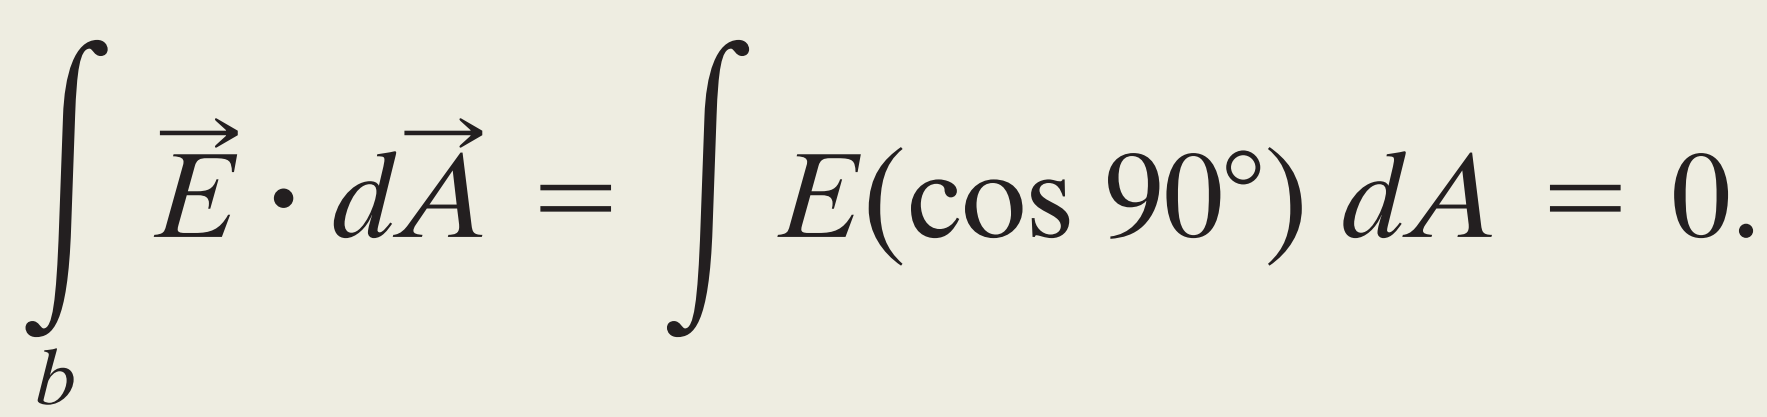 ∫_b E⃗ · dA⃗ = ∫ E(cos 90°) dA = 0.